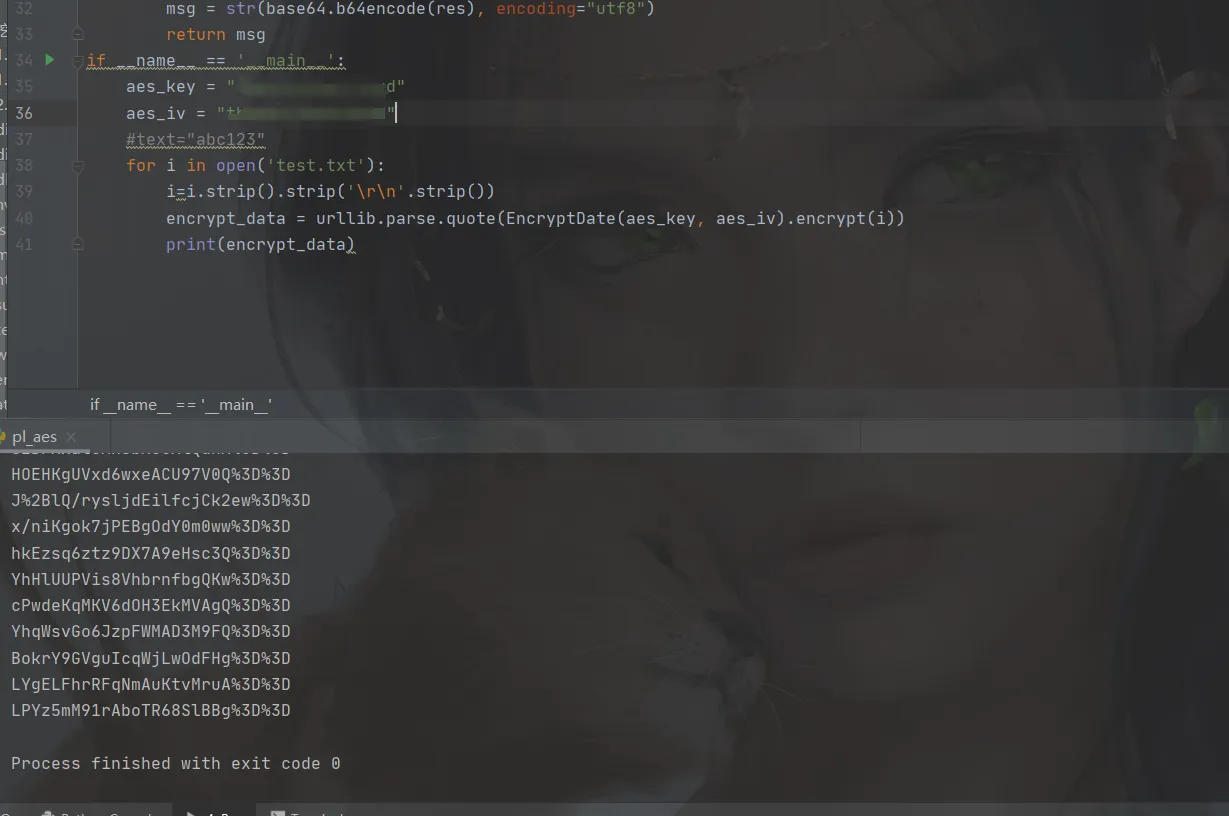 32 msg = str(base64.b64encode(res), encoding="utf8")
33 return msg
34 if __name__ == '__main__':
35 aes_key = " d"
36 aes_iv = "th "
37 #text="abc123"
38 for i in open('test.txt'):
39 i=i.strip().strip('\r\n'.strip())
40 encrypt_data = urllib.parse.quote(EncryptDate(aes_key, aes_iv).encrypt(i))
41 print(encrypt_data)
if __name__ == '__main__'
pl_aes
HOEHKgUVxd6wxeACU97V0Q%3D%3D
J%2BlQ/rysljdEilfcjCk2ew%3D%3D
x/niKgok7jPEBgOdY0m0ww%3D%3D
hkEzsq6ztz9DX7A9eHsc3Q%3D%3D
YhHlUUPVis8VhbrnfbgQKw%3D%3D
cPwdeKqMKV6dOH3EkMVAgQ%3D%3D
YhqWsvGo6JzpFWMAD3M9FQ%3D%3D
BokrY9GVguIcqWjLwOdFHg%3D%3D
LYgELFhrRFqNmAuKtvMruA%3D%3D
LPYz5mM91rAboTR68SlBBg%3D%3D
Process finished with exit code 0